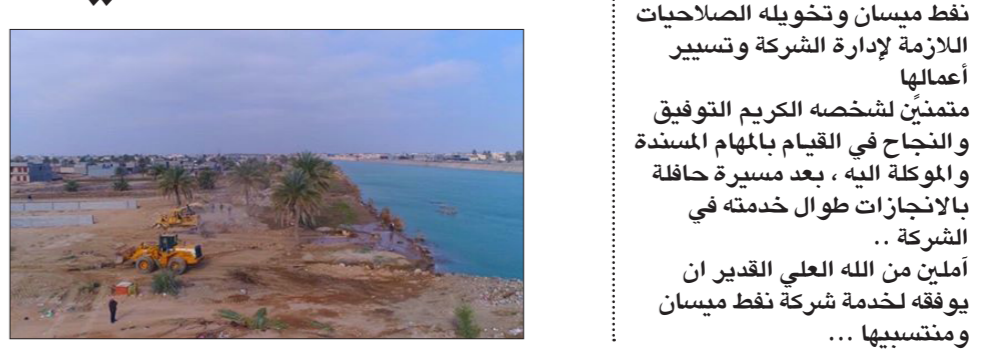 نفط ميسان وتخويله الصلاحيات
اللازمة لإدارة الشركة وتسيير
أعمالها
متمنيًن لشخصه الكريم التوفيق
والنجاح في القيام بالمهام المسندة
والموكلة اليه ، بعد مسيرة حافلة
بالانجازات طوال خدمته في
الشركة ..
آملين من الله العلي القدير ان
يوفقه لخدمة شركة نفط ميسان
ومنتسبيها ...